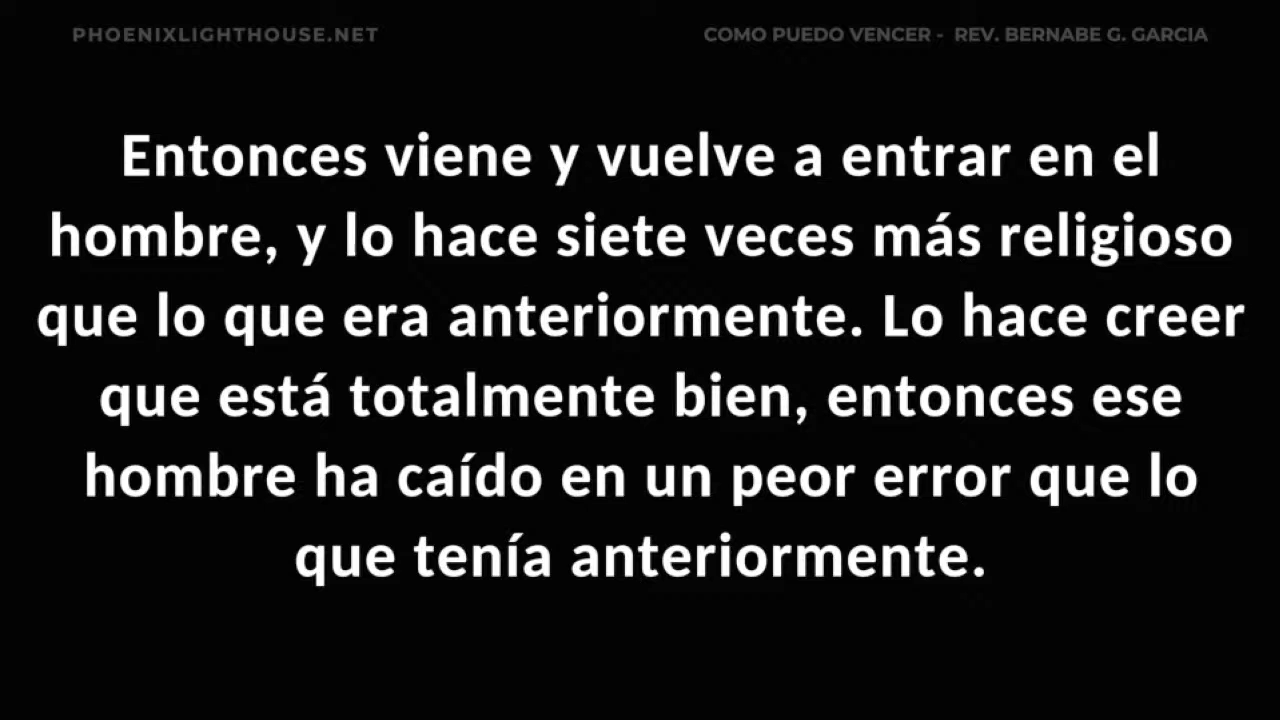 PHOENIXLIGHTHOUSE.NET
COMO PUEDO VENCER - REV. BERNABE G. GARCIA
Entonces viene y vuelve a entrar en el
hombre, y lo hace siete veces más religioso
que lo que era anteriormente. Lo hace creer
que está totalmente bien, entonces ese
hombre ha caído en un peor error que lo
que tenía anteriormente.